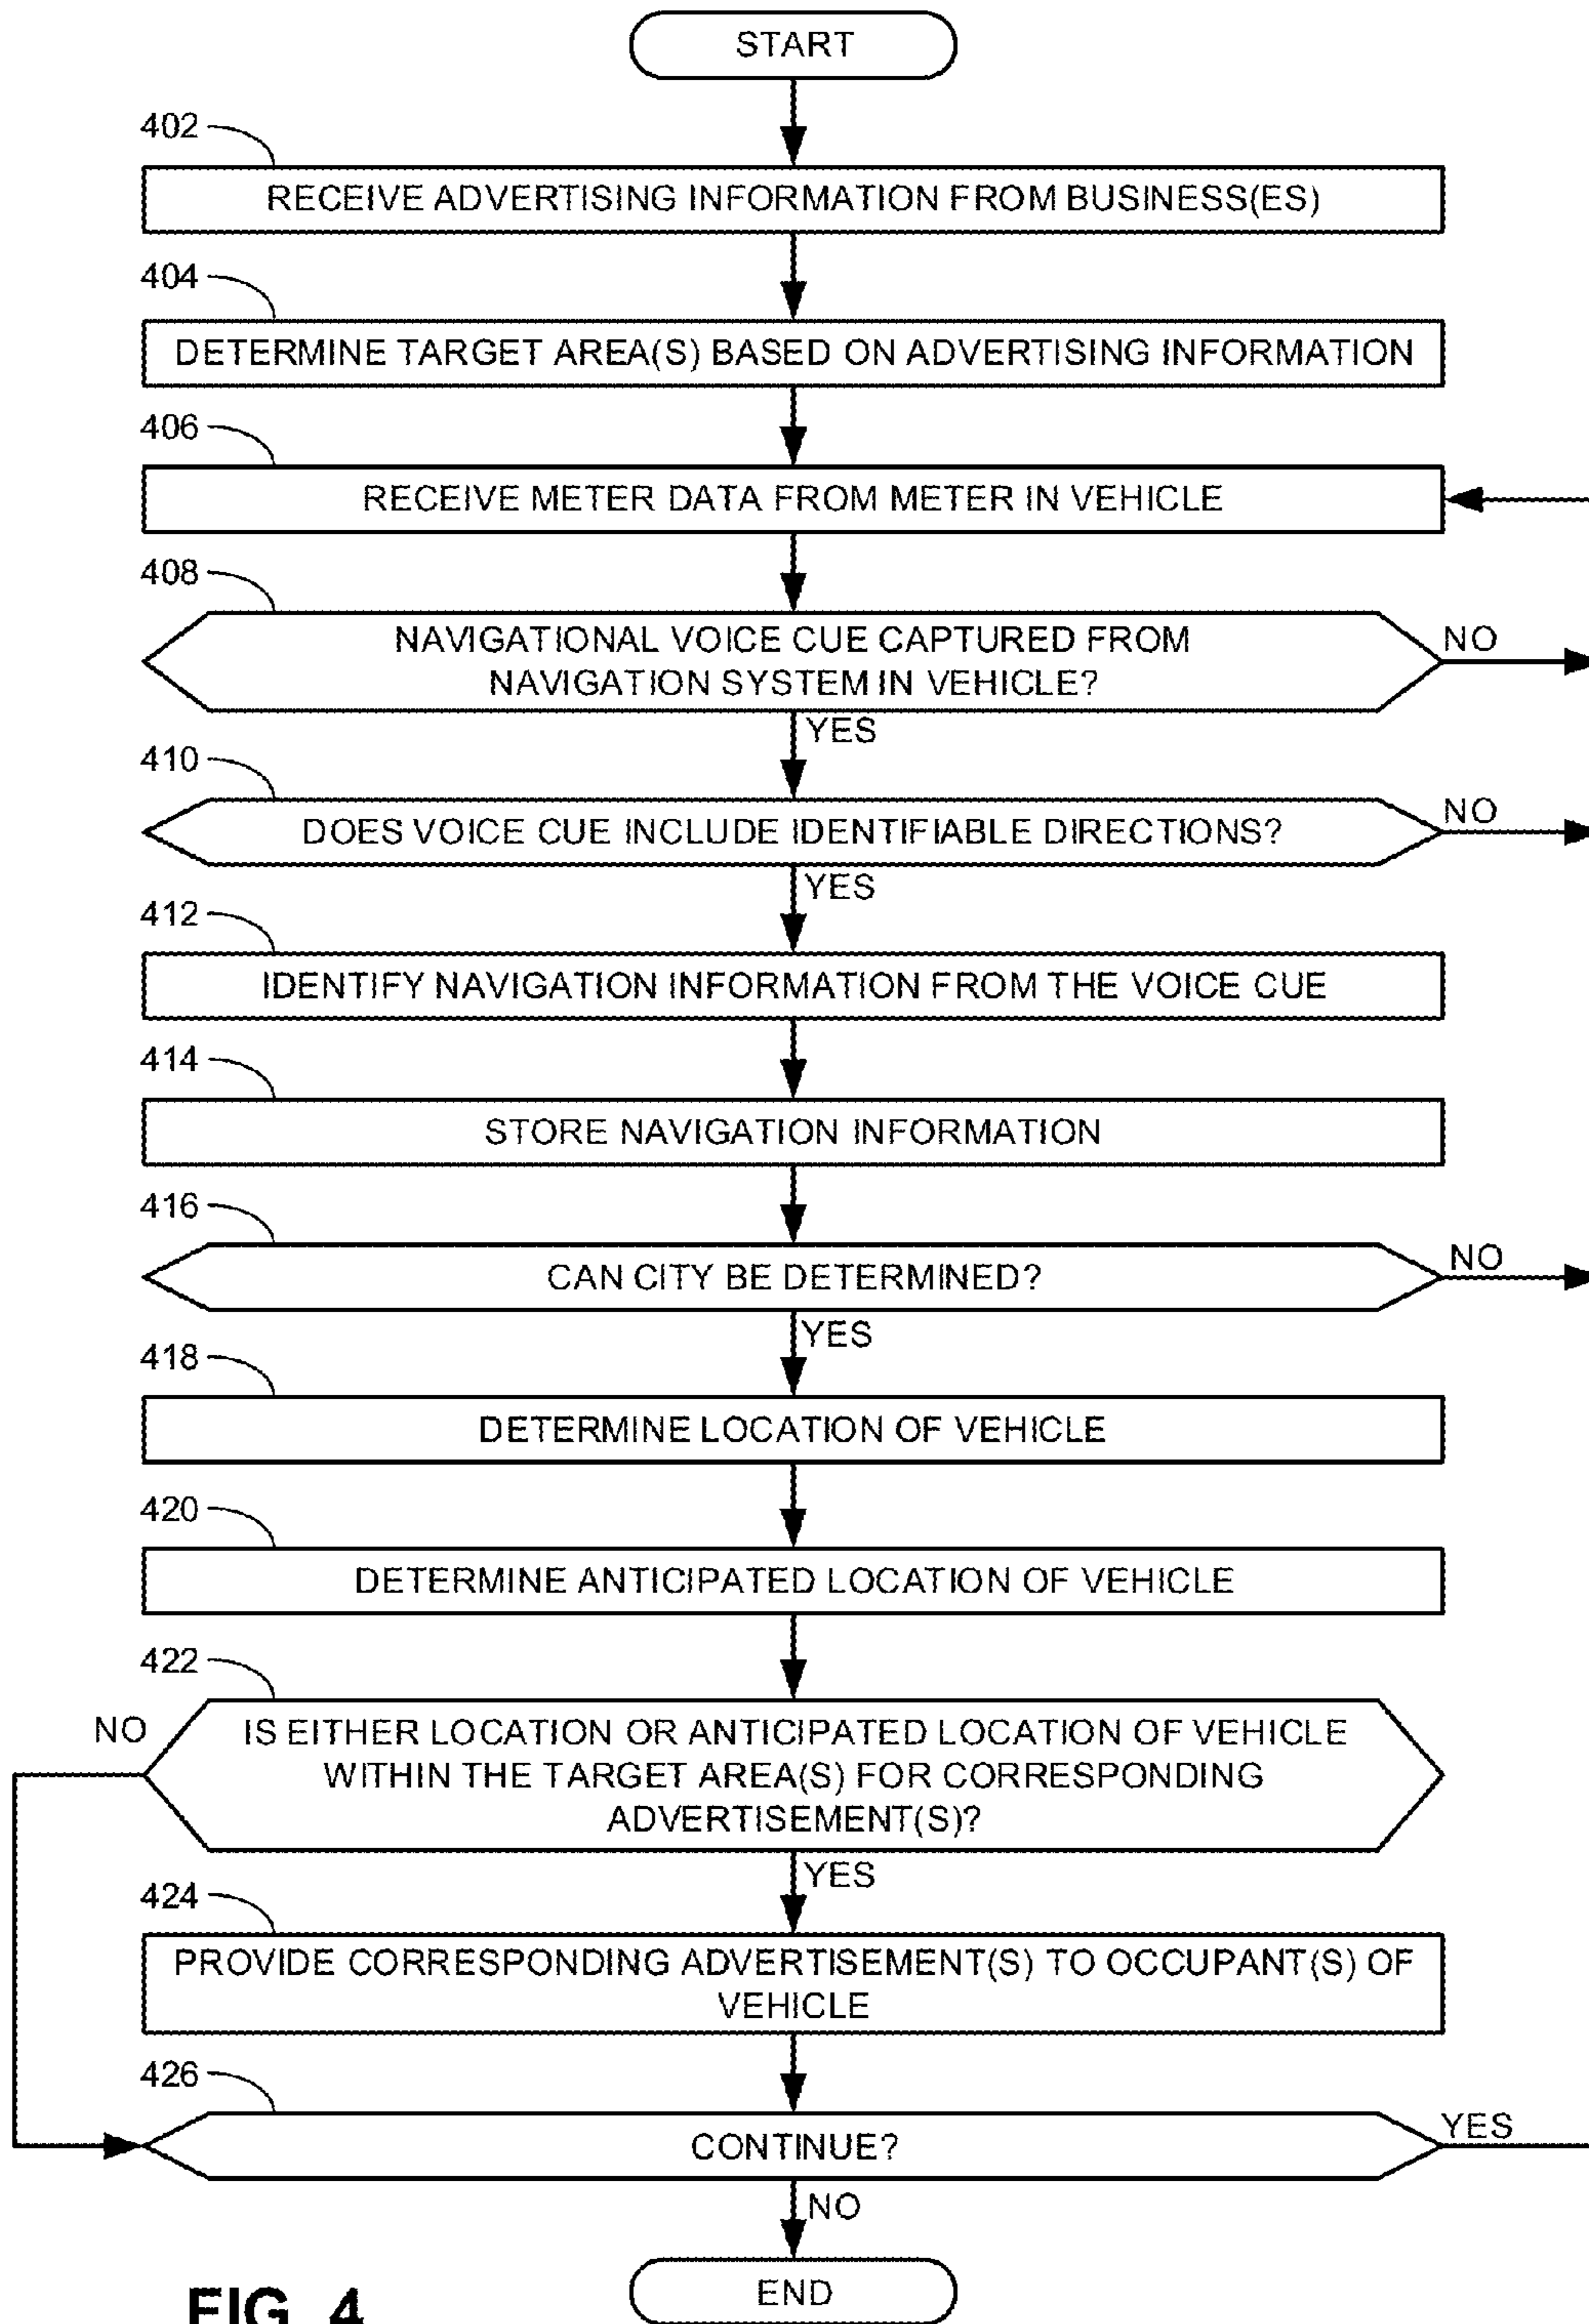 START
402
RECEIVE ADVERTISING INFORMATION FROM BUSINESS(ES)
404
DETERMINE TARGET AREA(S) BASED ON ADVERTISING INFORMATION
406
RECEIVE METER DATA FROM METER IN VEHICLE
408
NAVIGATIONAL VOICE CUE CAPTURED FROM
NAVIGATION SYSTEM IN VEHICLE?
NO
YES
410
DOES VOICE CUE INCLUDE IDENTIFIABLE DIRECTIONS?
NO
YES
412
IDENTIFY NAVIGATION INFORMATION FROM THE VOICE CUE
414
STORE NAVIGATION INFORMATION
416
CAN CITY BE DETERMINED?
NO
YES
418
DETERMINE LOCATION OF VEHICLE
420
DETERMINE ANTICIPATED LOCATION OF VEHICLE
422
NO
IS EITHER LOCATION OR ANTICIPATED LOCATION OF VEHICLE
WITHIN THE TARGET AREA(S) FOR CORRESPONDING
ADVERTISEMENT(S)?
YES
424
PROVIDE CORRESPONDING ADVERTISEMENT(S) TO OCCUPANT(S) OF
VEHICLE
426
CONTINUE?
YES
NO
END
FIG. 4